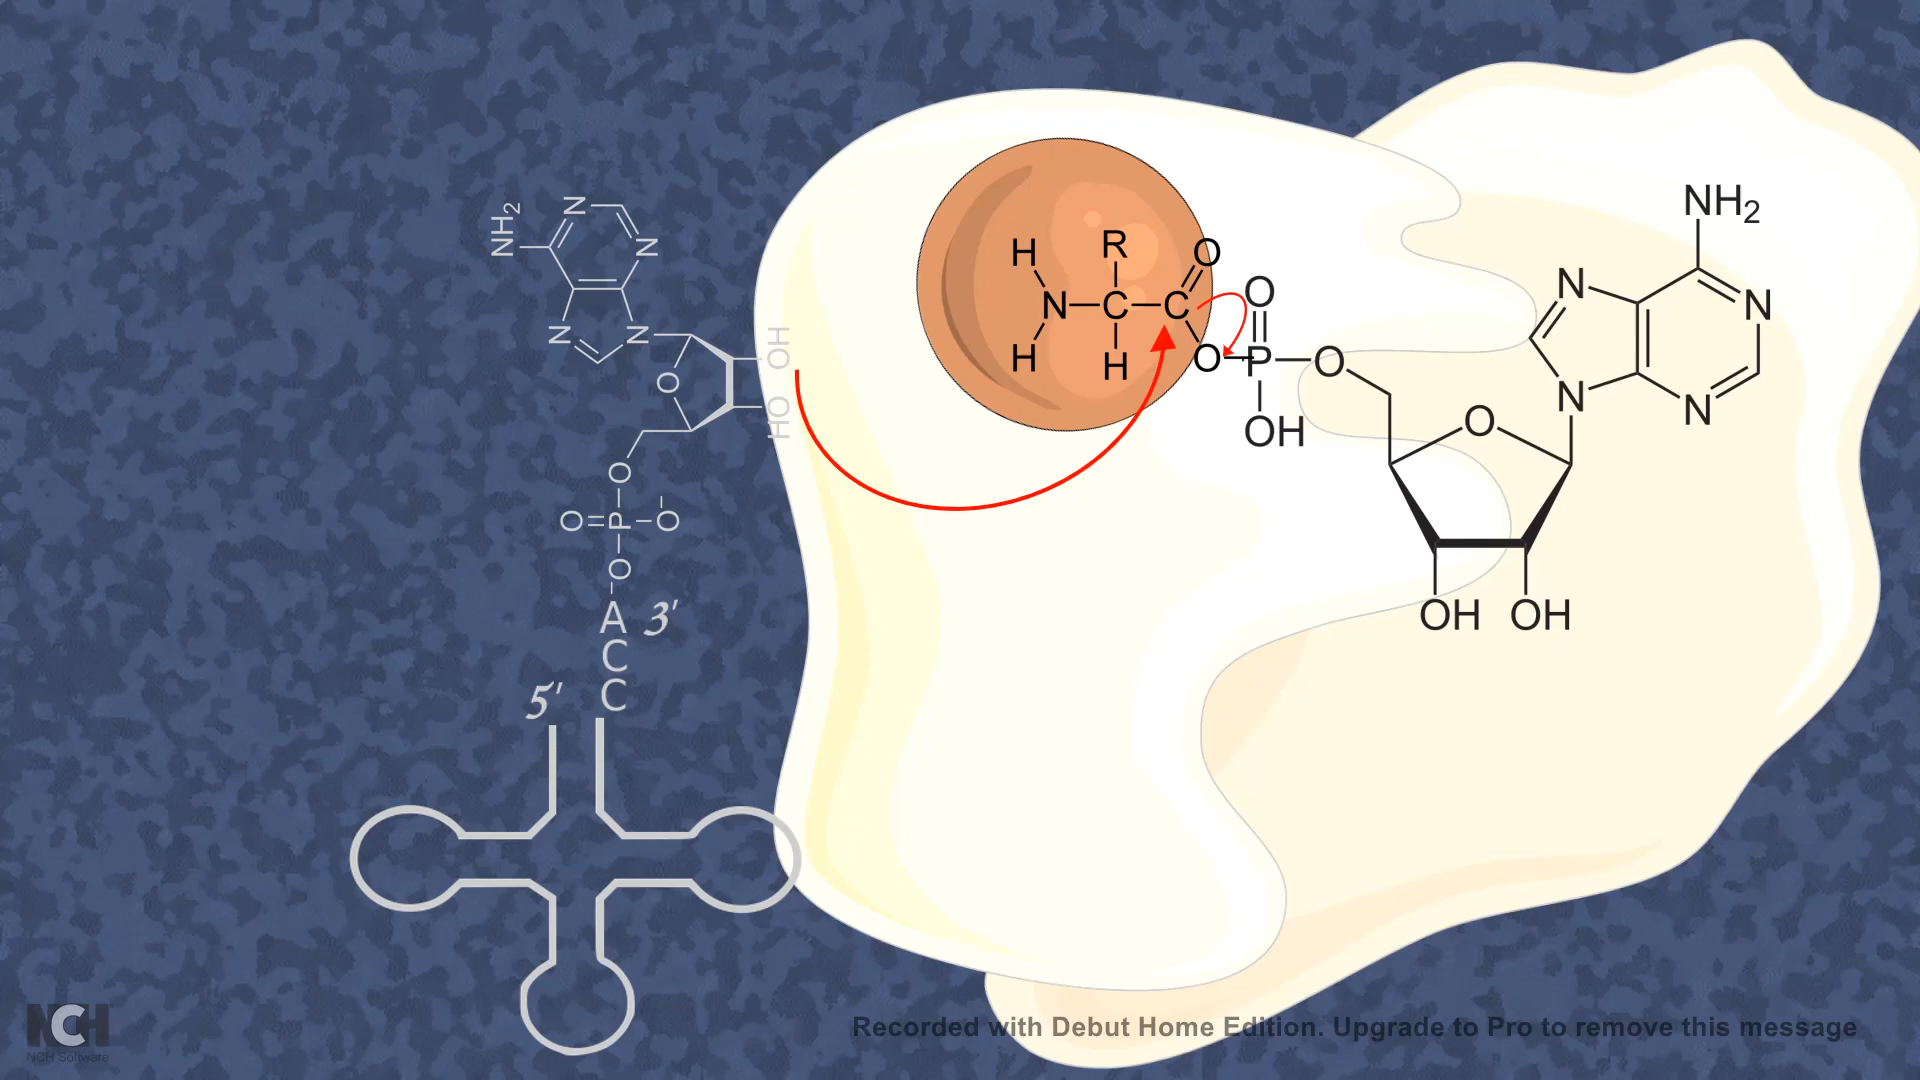 NH2
N
N
N
N
O
OH
OH
O
O=P-O-
O
A 3'
C
C
5'
H
R
O
H
N
C
C
H
O
O
P
O
OH
O
NH2
N
N
N
N
OH OH
NCH
NCH Software
Recorded with Debut Home Edition. Upgrade to Pro to remove this message